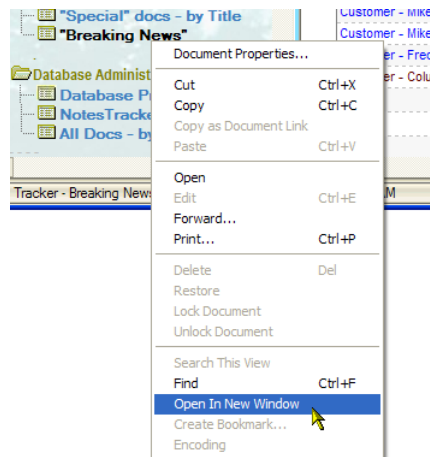 "Special" docs - by Title
Customer - Mike
"Breaking News"
Customer - Mike
Document Properties...
er - Fred
Database Administ
er - Colu
Cut Ctrl+X
Database P
Copy Ctrl+C
NotesTracke
Copy as Document Link
All Docs - by
Paste Ctrl+V
Open
Tracker - Breaking New
AM
Edit Ctrl+E
Forward...
Print... Ctrl+P
Delete Del
Restore
Lock Document
Unlock Document
Search This View
Find Ctrl+F
Open In New Window
Create Bookmark...
Encoding